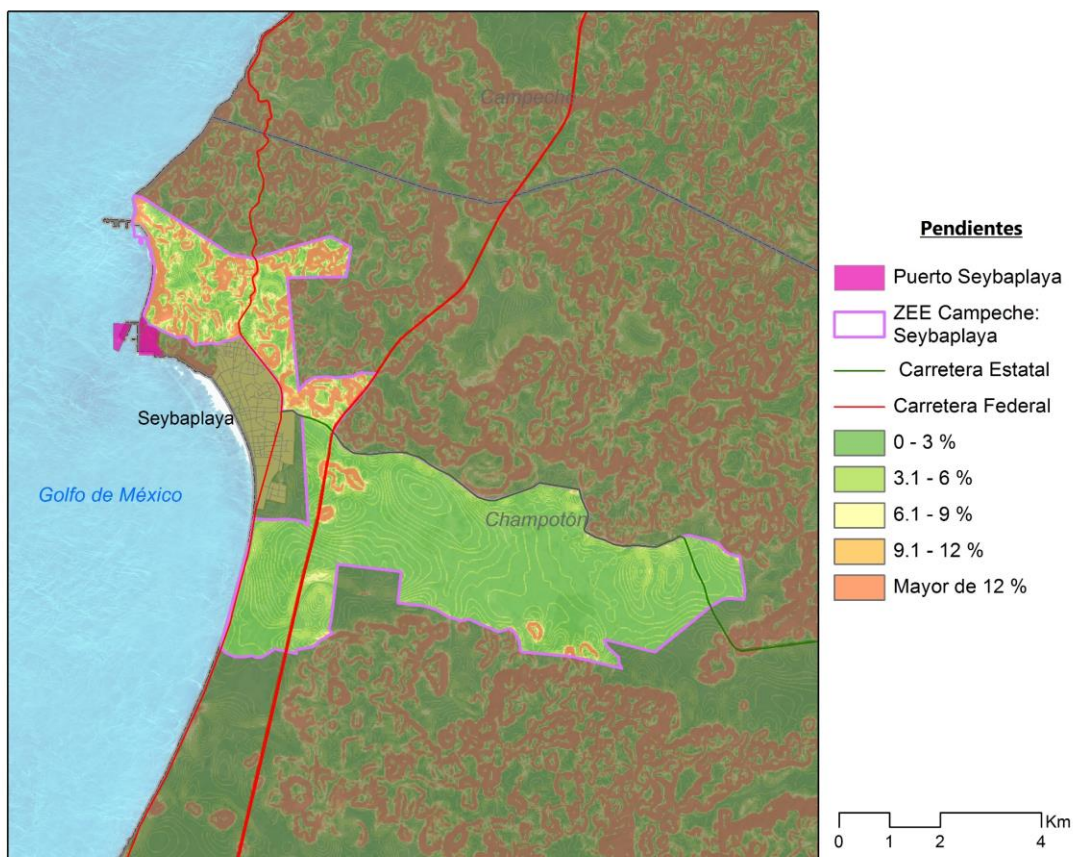 Campeche
Seybaplaya
Golfo de México
Champotón
Pendientes
Puerto Seybaplaya
ZEE Campeche:
Seybaplaya
Carretera Estatal
Carretera Federal
0 - 3 %
3.1 - 6 %
6.1 - 9 %
9.1 - 12 %
Mayor de 12 %
Km
0 1 2 4